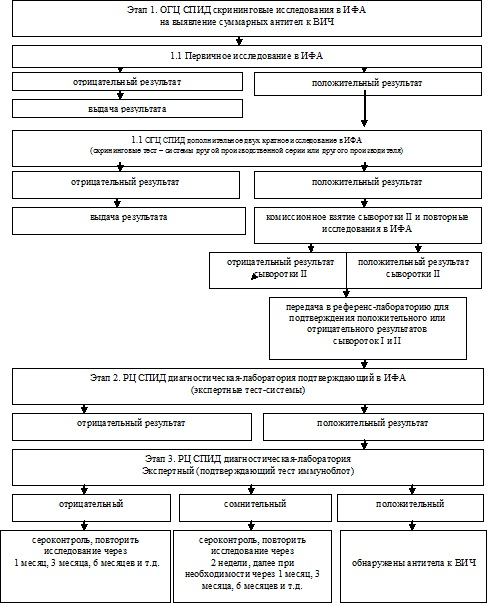 Этап 1. ОГЦ СПИД скрининговые исследования в ИФА
на выявление суммарных антител к ВИЧ
1.1 Первичное исследование в ИФА
отрицательный результат
положительный результат
выдача результата
1.1 ОГЦ СПИД дополнительное двух кратное исследование в ИФА
(скрининговые тест – системы другой производственной серии или другого производителя)
отрицательный результат
положительный результат
выдача результата
комиссионное взятие сыворотки II и повторные
исследования в ИФА
отрицательный результат
сыворотки II
положительный результат
сыворотки II
передача в референс-лабораторию для
подтверждения положительного или
отрицательного результатов
сывороток I и II
Этап 2. РЦ СПИД диагностическая-лаборатория подтверждающий в ИФА
(экспертные тест-системы)
отрицательный результат
положительный результат
Этап 3. РЦ СПИД диагностическая-лаборатория
Экспертный (подтверждающий тест иммуноблот)
отрицательный
сомнительный
положительный
сероконтроль, повторить
исследование через
1 месяц, 3 месяца, 6 месяцев и т.д.
сероконтроль, повторить
исследование через
2 недели, далее при
необходимости через 1 месяц, 3
месяца, 6 месяцев и т.д.
обнаружены антитела к ВИЧ